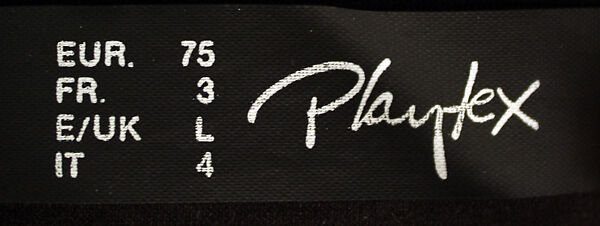 EUR. 75
FR. 3
E/UK L
IT 4
Playtex